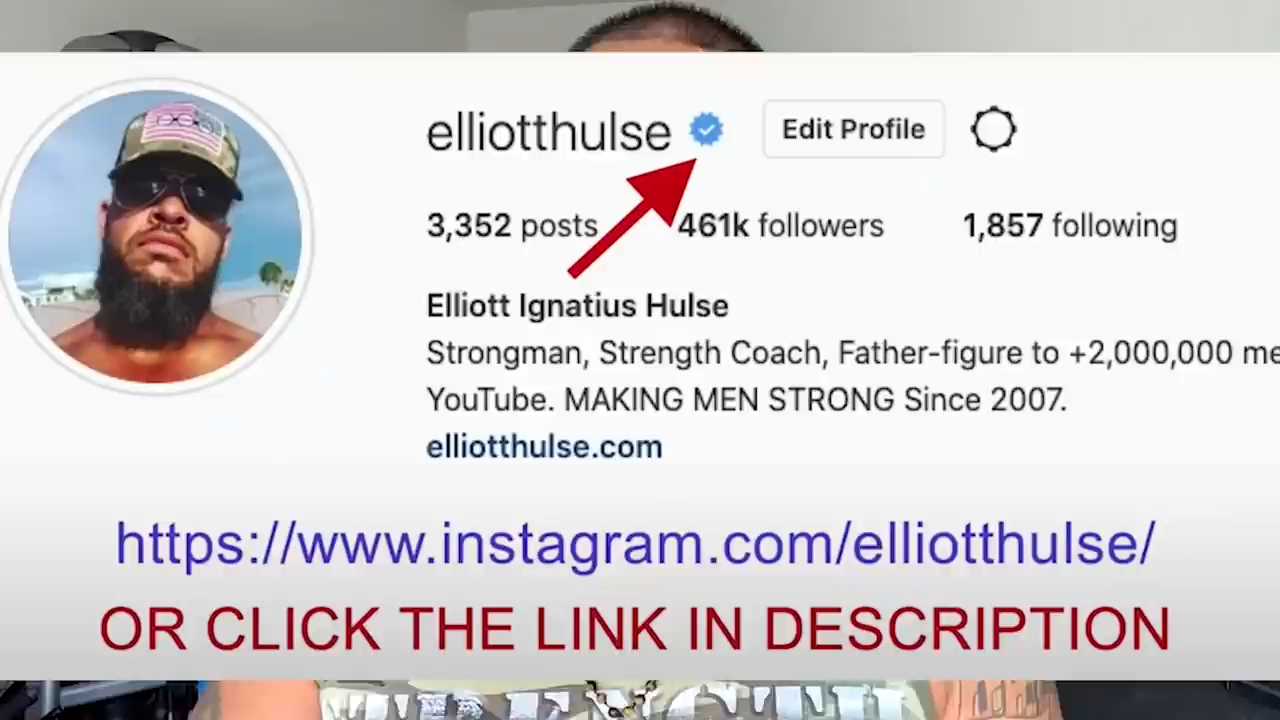 elliotthulse Edit Profile
3,352 posts 461k followers 1,857 following
Elliott Ignatius Hulse
Strongman, Strength Coach, Father-figure to +2,000,000 me
YouTube. MAKING MEN STRONG Since 2007.
elliotthulse.com
https://www.instagram.com/elliotthulse/
OR CLICK THE LINK IN DESCRIPTION